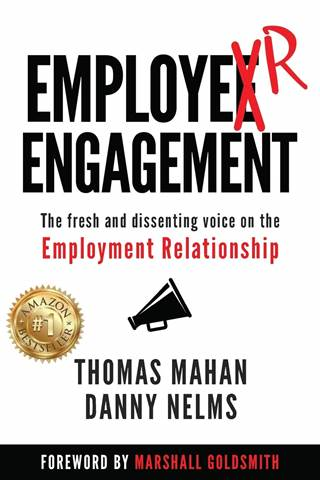 EMPLOYEE R
ENGAGEMENT
The fresh and dissenting voice on the
Employment Relationship
AMAZON
#1
BESTSELLER
THOMAS MAHAN
DANNY NELMS
FOREWORD BY MARSHALL GOLDSMITH